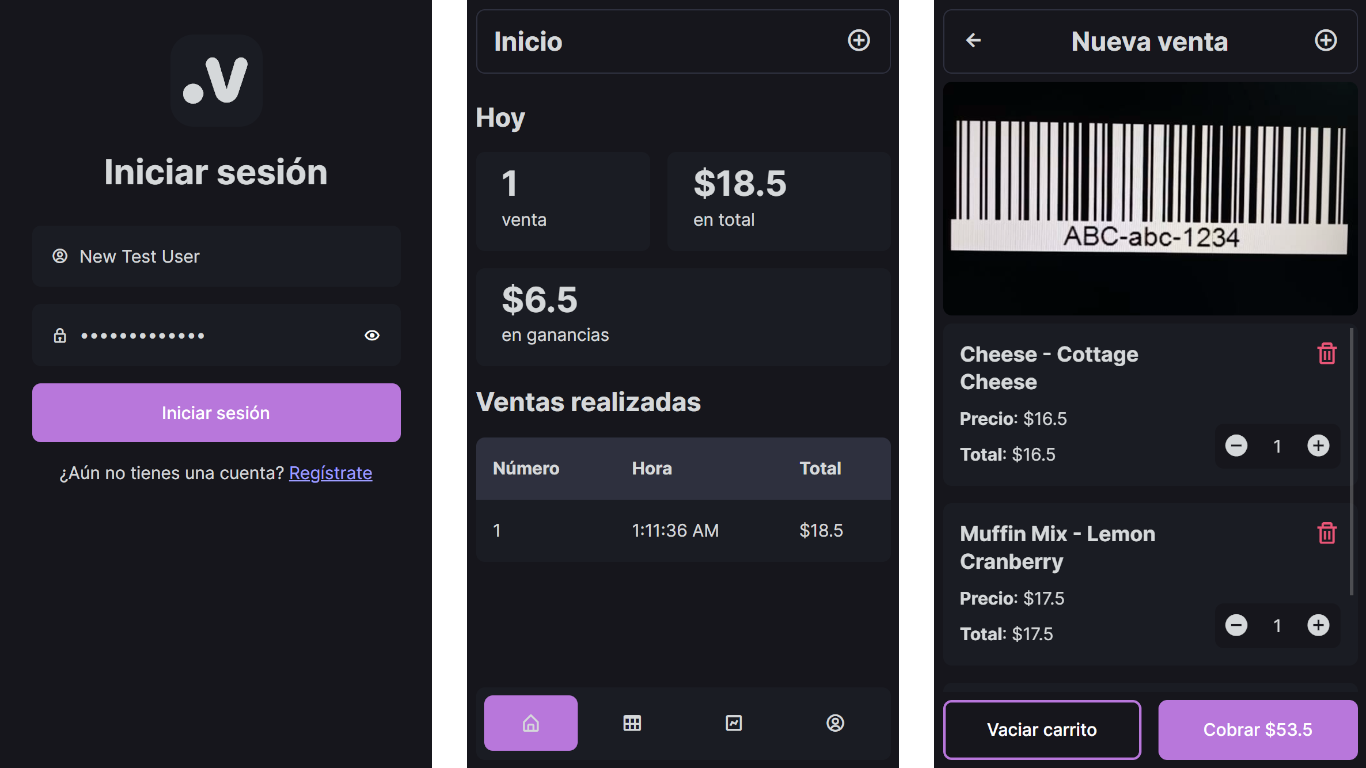 .V
Iniciar sesión
New Test User
•••••••••••••
Iniciar sesión
¿Aún no tienes una cuenta? Regístrate
Inicio
Hoy
1
venta
$18.5
en total
$6.5
en ganancias
Ventas realizadas
Número Hora Total
1 1:11:36 AM $18.5
Nueva venta
ABC-abc-1234
Cheese - Cottage
Cheese
Precio: $16.5
Total: $16.5
1
Muffin Mix - Lemon
Cranberry
Precio: $17.5
Total: $17.5
1
Vaciar carrito
Cobrar $53.5